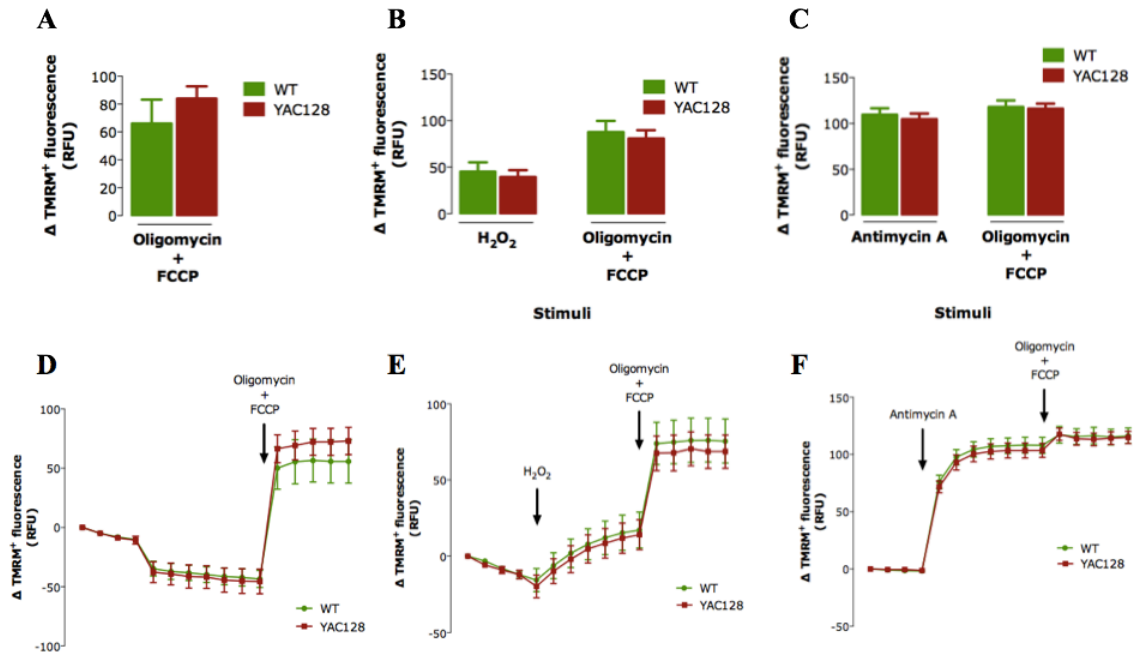 A
Δ TMRM+ fluorescence
(RFU)
100
80
60
40
20
0
WT
YAC128
Oligomycin
+
FCCP
B
Δ TMRM+ fluorescence
(RFU)
150
100
50
0
WT
YAC128
H2O2
Oligomycin
+
FCCP
Stimuli
C
Δ TMRM+ fluorescence
(RFU)
150
100
50
0
WT
YAC128
Antimycin A
Oligomycin
+
FCCP
Stimuli
D
Δ TMRM+ fluorescence
(RFU)
100
50
0
-50
-100
Oligomycin
+
FCCP
WT
YAC128
E
Δ TMRM+ fluorescence
(RFU)
100
50
0
-50
H2O2
Oligomycin
+
FCCP
WT
YAC128
F
Δ TMRM+ fluorescence
(RFU)
150
100
50
0
-50
Antimycin A
Oligomycin
+
FCCP
WT
YAC128